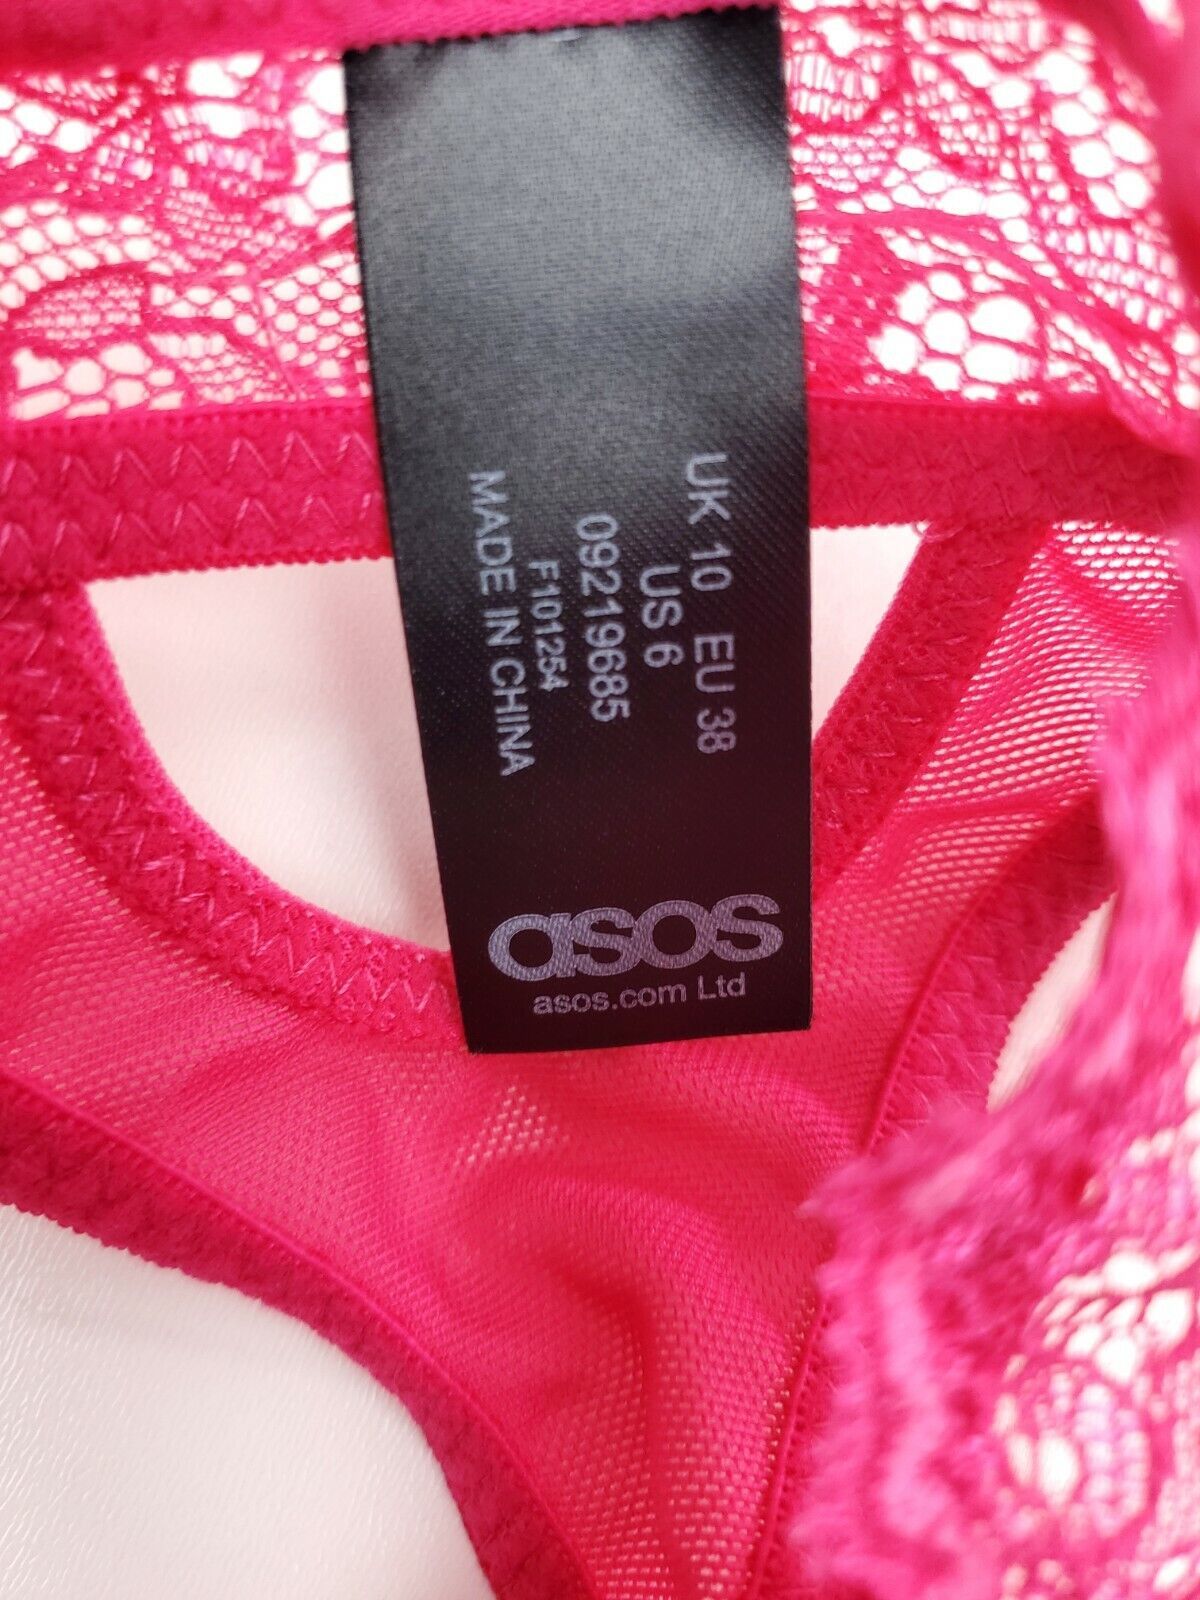 UK 10 EU 38
US 6
09219685
F101254
MADE IN CHINA
asos
asos.com Ltd